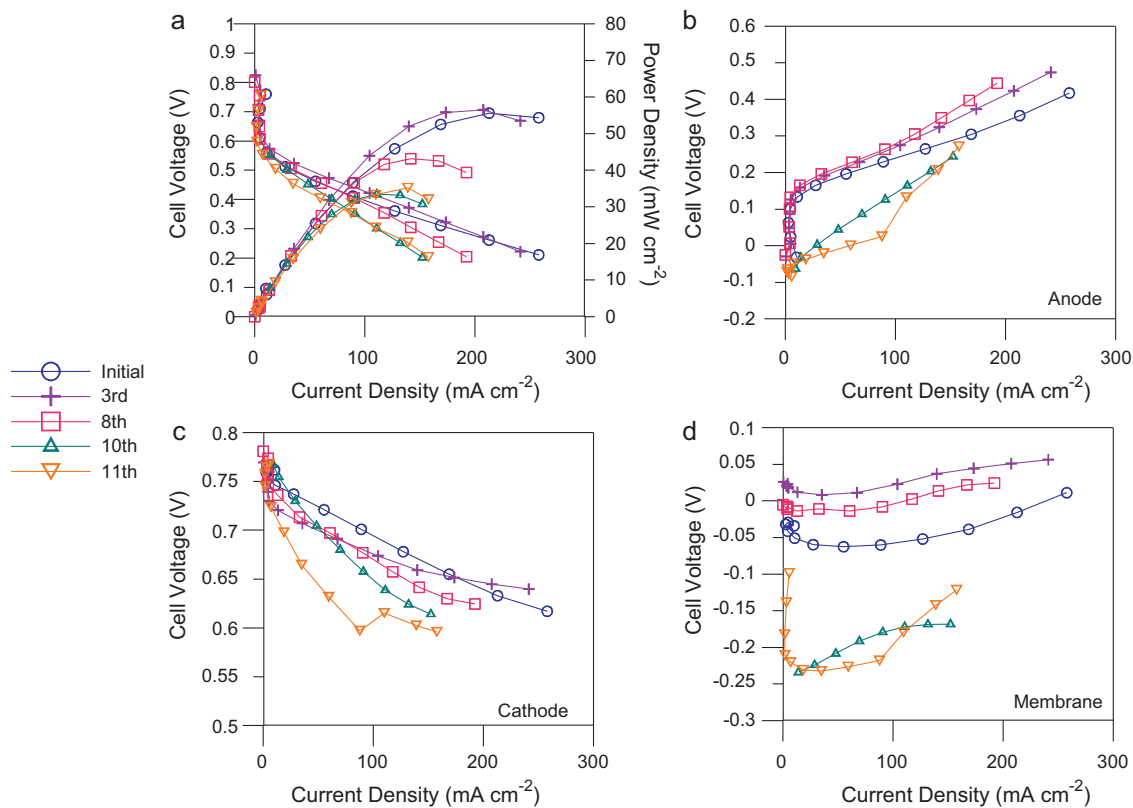 a
1
0.9
0.8
0.7
0.6
0.5
0.4
0.3
0.2
0.1
0
Cell Voltage (V)
80
70
60
50
40
30
20
10
0
Power Density (mW cm-2)
0 100 200 300
Current Density (mA cm-2)
b
0.6
0.5
0.4
0.3
0.2
0.1
0
-0.1
-0.2
Cell Voltage (V)
Anode
0 100 200 300
Current Density (mA cm-2)
Initial
3rd
8th
10th
11th
c
0.8
0.75
0.7
0.65
0.6
0.55
0.5
Cell Voltage (V)
Cathode
0 100 200 300
Current Density (mA cm-2)
d
0.1
0.05
0
-0.05
-0.1
-0.15
-0.2
-0.25
-0.3
Cell Voltage (V)
Membrane
0 100 200 300
Current Density (mA cm-2)